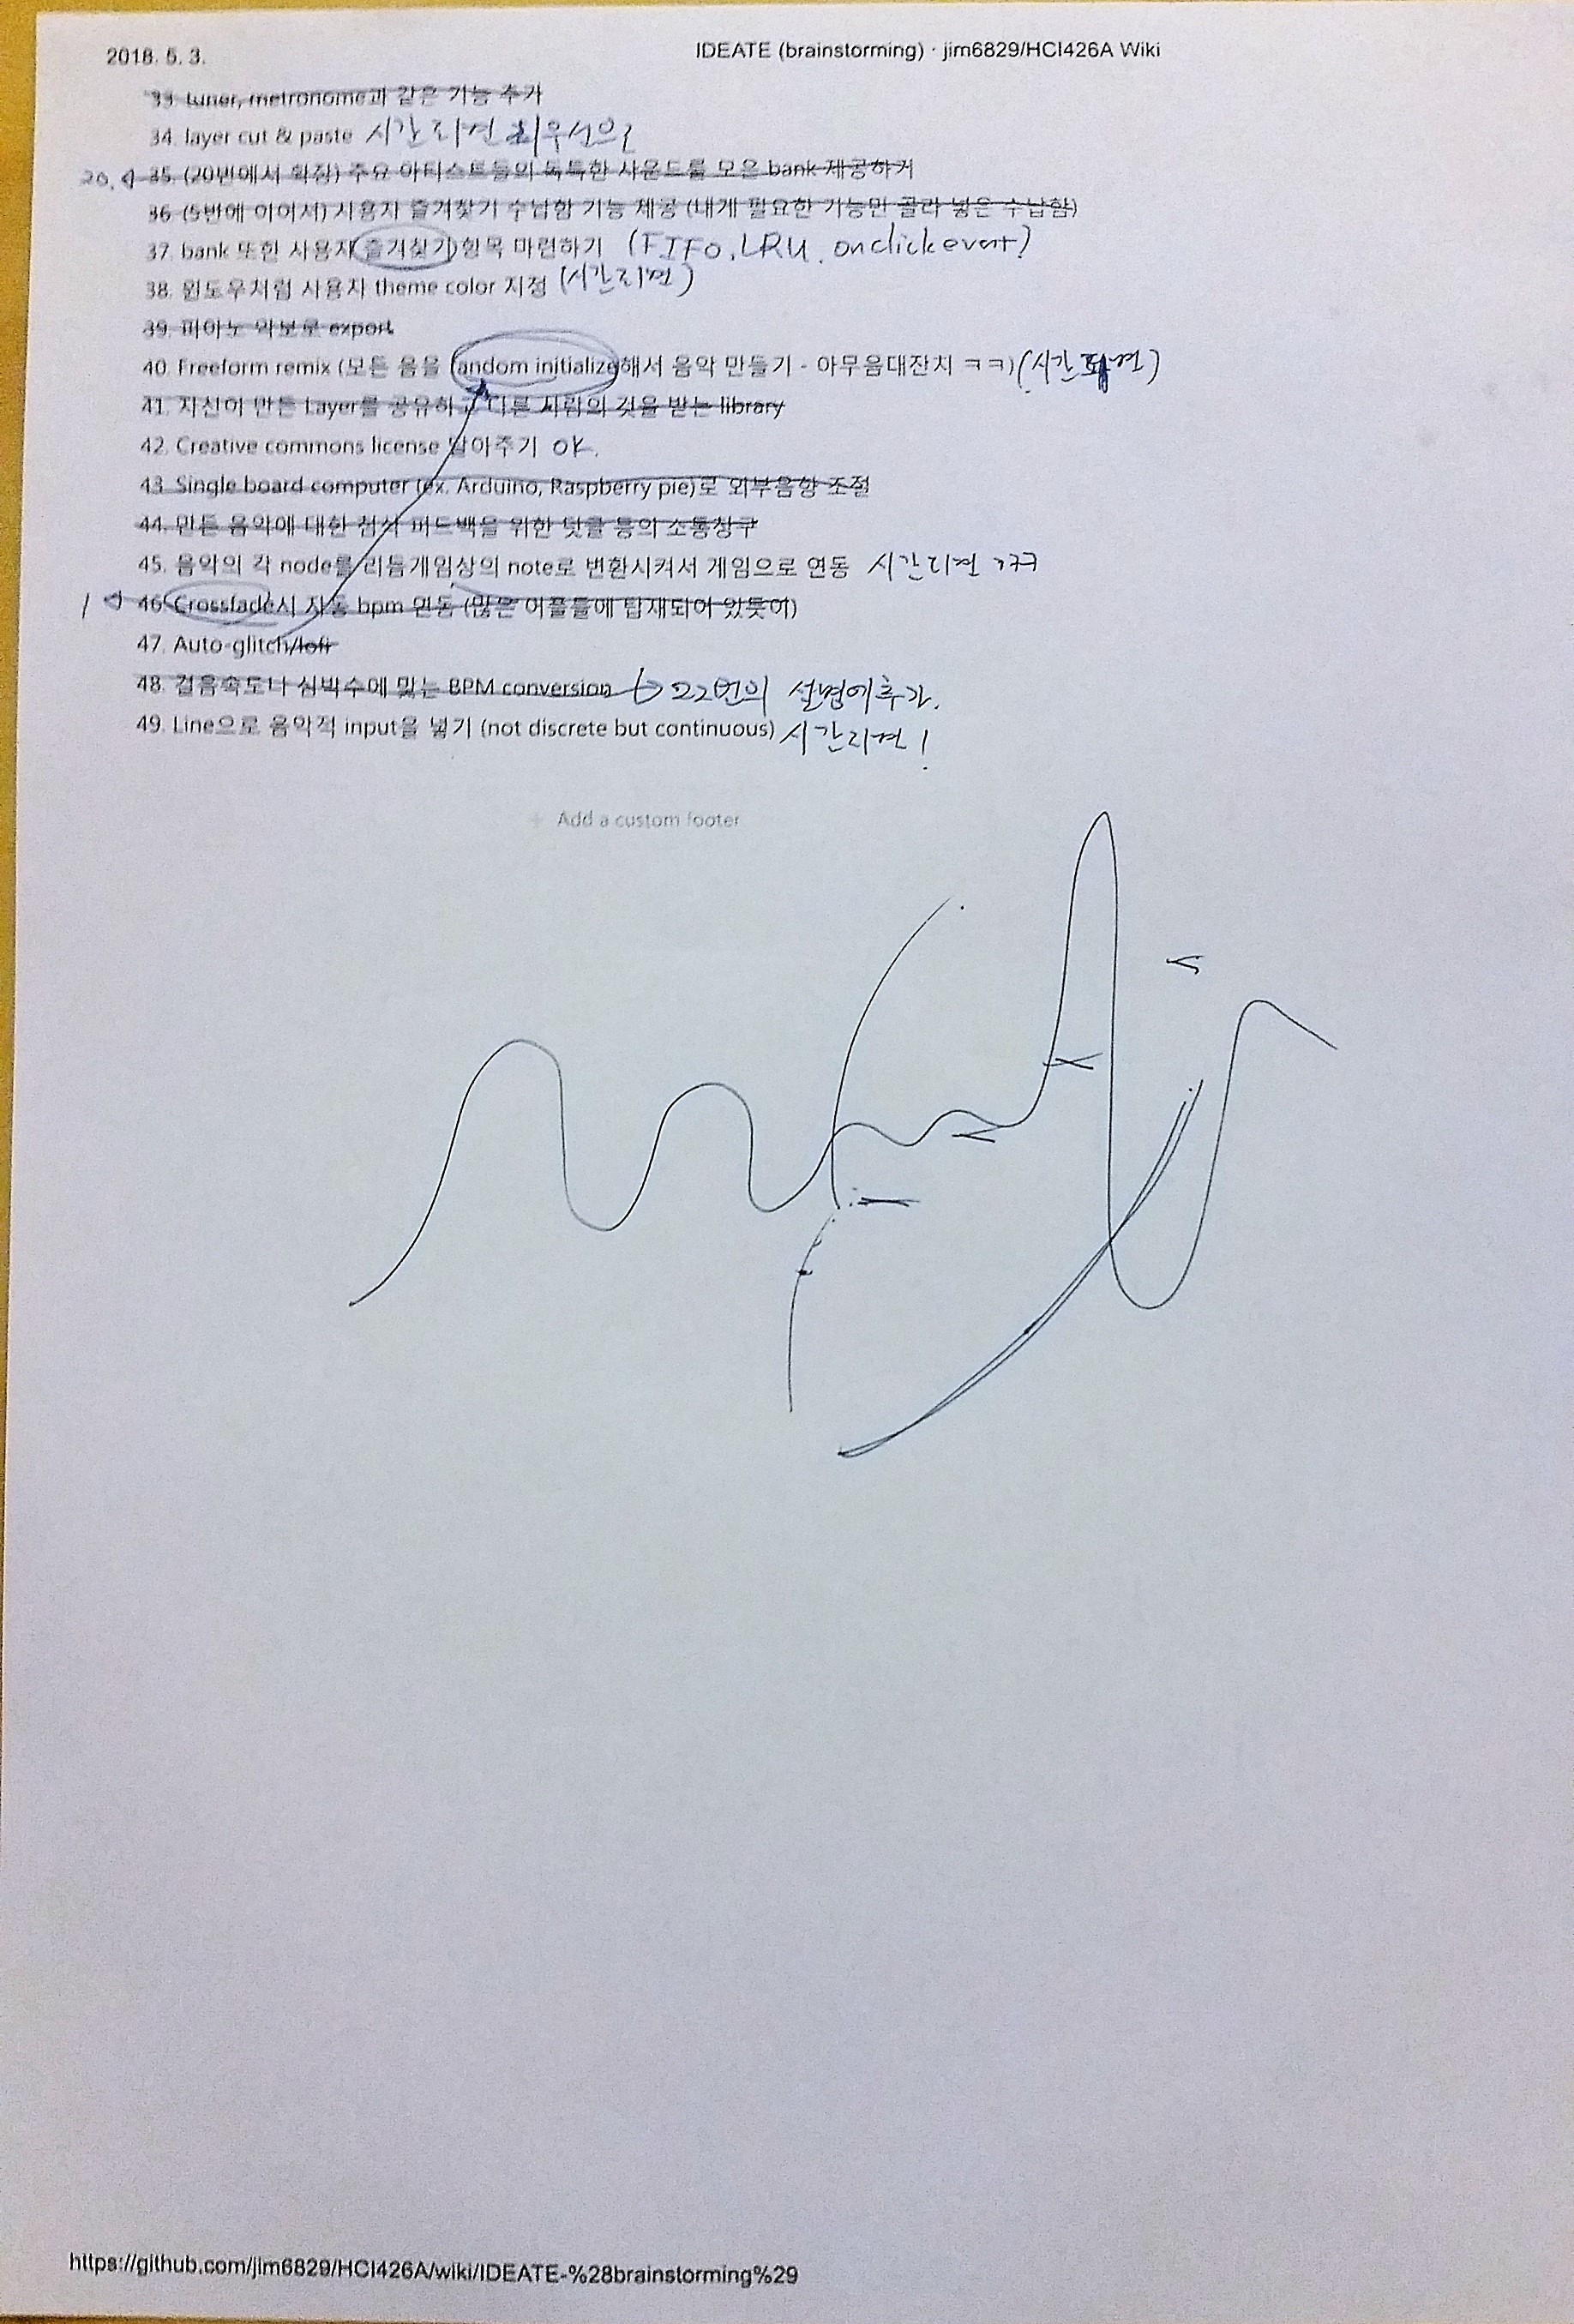 2018. 5. 3.
IDEATE (brainstorming) · jim6829/HCI426A Wiki
33. tuner, metronome과 같은 기능 추가
34. layer cut & paste 시간되면 최우선으로
20. 35. (20번에서 확장) 주요 아티스트들의 독특한 사운드를 모은 bank 제공하기
36. (5번에 이어서) 사용자 즐겨찾기 수납함 기능 제공 (내게 필요한 기능만 골라 넣은 수납함)
37. bank 또한 사용자 즐겨찾기 항목 마련하기 (FIFO, LRU, onclick event?)
38. 윈도우처럼 사용자 theme color 지정 (시간되면)
39. 피아노 악보로 export
40. Freeform remix (모든 음을 random initialize해서 음악 만들기 - 아무음대잔치 ㅋㅋ) (시간되면)
41. 자신이 만든 Layer를 공유하고 다른 사람의 것을 받는 library
42. Creative commons license 달아주기 OK.
43. Single board computer (ex. Arduino, Raspberry pie)로 외부음향 조절
44. 만든 음악에 대한 첨삭 피드백을 위한 덧글 등의 소통창구
45. 음악의 각 node를 리듬게임상의 note로 변환시켜서 게임으로 연동 시간되면 ㅋㅋ
1 46. Crossfade시 자동 bpm 연동 (많은 어플들에 탑재되어 있듯이)
47. Auto-glitch/lofi
48. 걸음속도나 심박수에 맞는 BPM conversion → 22번의 설명에 추가.
49. Line으로 음악적 input을 넣기 (not discrete but continuous) 시간되면!
+ Add a custom footer
https://github.com/jim6829/HCI426A/wiki/IDEATE-%28brainstorming%29